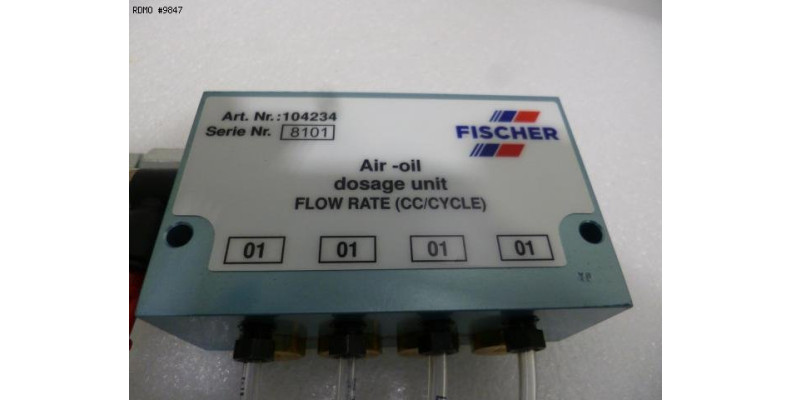 RDMO #9847
Art. Nr.:104234
Serie Nr. 8101
FISCHER
Air -oil
dosage unit
FLOW RATE (CC/CYCLE)
01 01 01 01